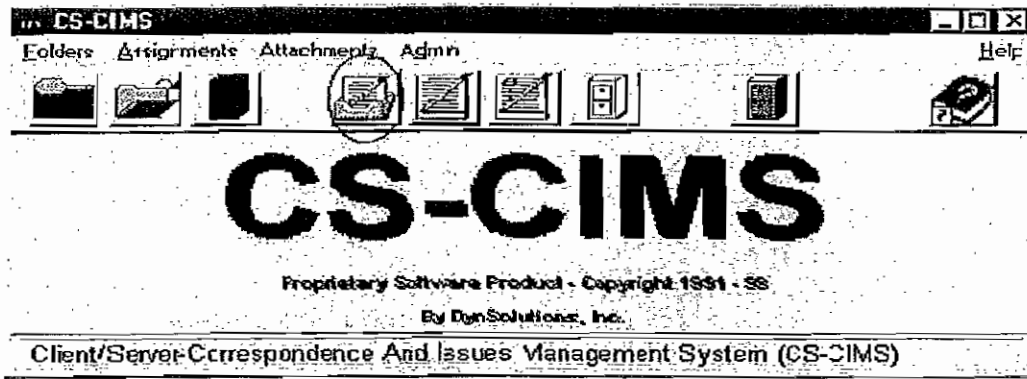 CS-CIMS
Folders Assignments Attachments Admin Help
CS-CIMS
Proprietary Software Product - Copyright 1991 - 98
By DynSolutions, Inc.
Client/Server Correspondence And Issues Management System (CS-CIMS)